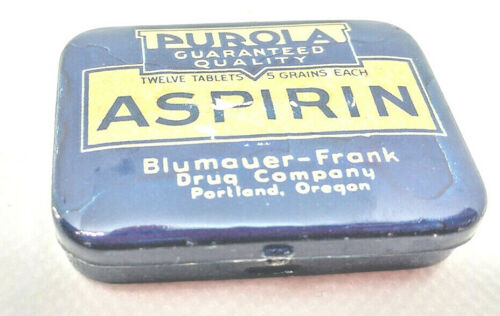 PUROLA
GUARANTEED
QUALITY
TWELVE TABLETS 5 GRAINS EACH
ASPIRIN
Blumauer-Frank
Drug Company
Portland, Oregon